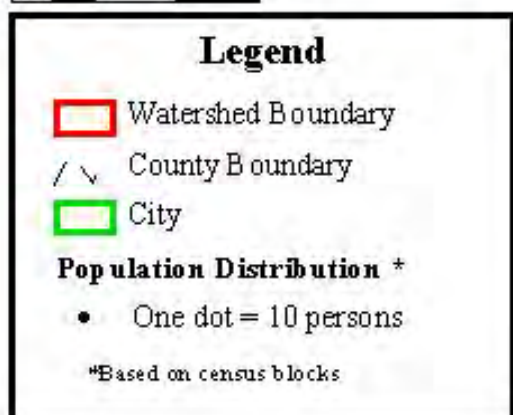 Legend
Watershed Boundary
County Boundary
City
Population Distribution *
• One dot = 10 persons
*Based on census blocks